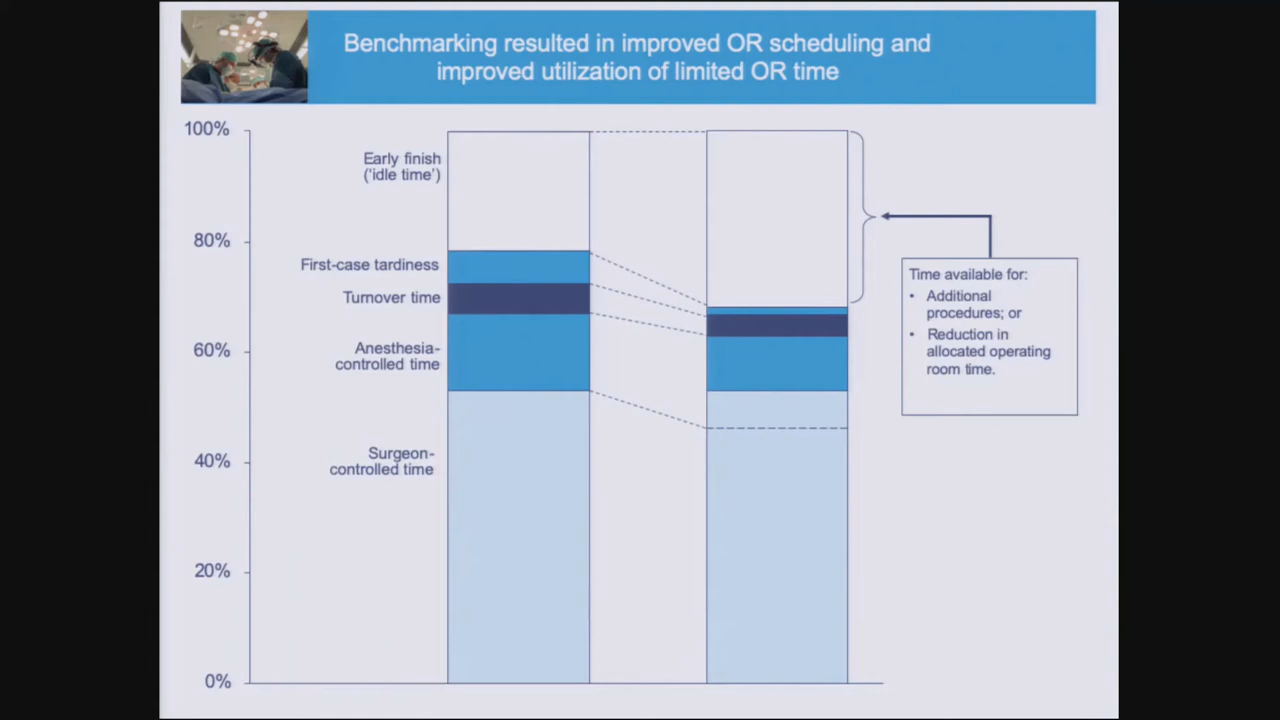 Benchmarking resulted in improved OR scheduling and
improved utilization of limited OR time
100%
Early finish
(‘idle time’)
80%
First-case tardiness
Turnover time
60%
Anesthesia-
controlled time
40%
Surgeon-
controlled time
20%
0%
Time available for:
• Additional
procedures; or
• Reduction in
allocated operating
room time.